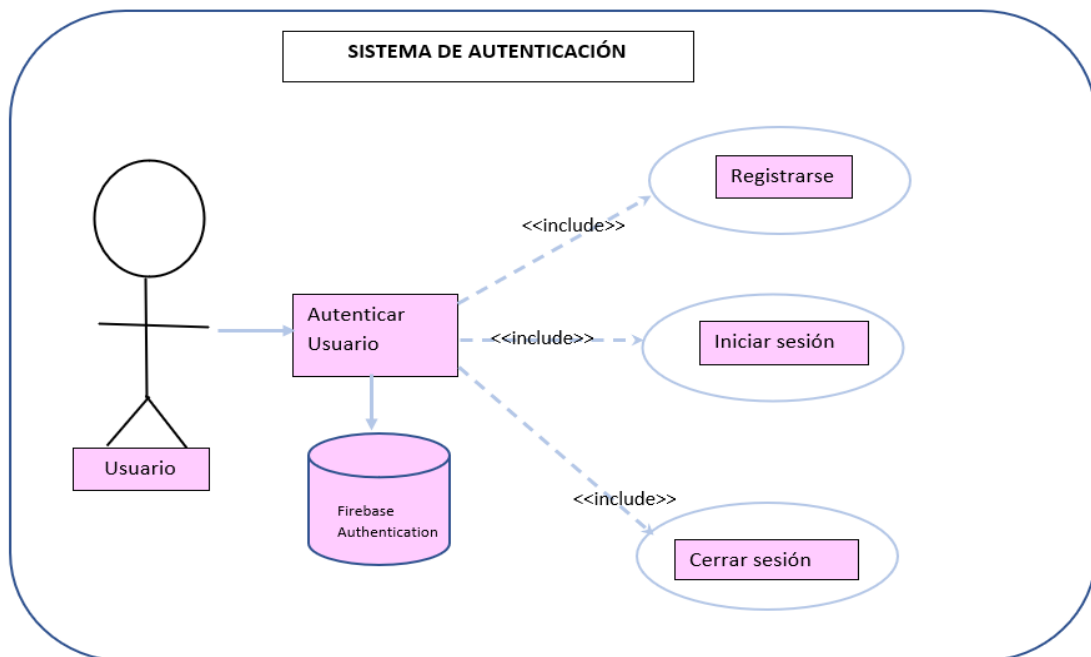 SISTEMA DE AUTENTICACIÓN
Registrarse
<<include>>
Autenticar
Usuario
<<include>>
Iniciar sesión
Usuario
Firebase
Authentication
<<include>>
Cerrar sesión